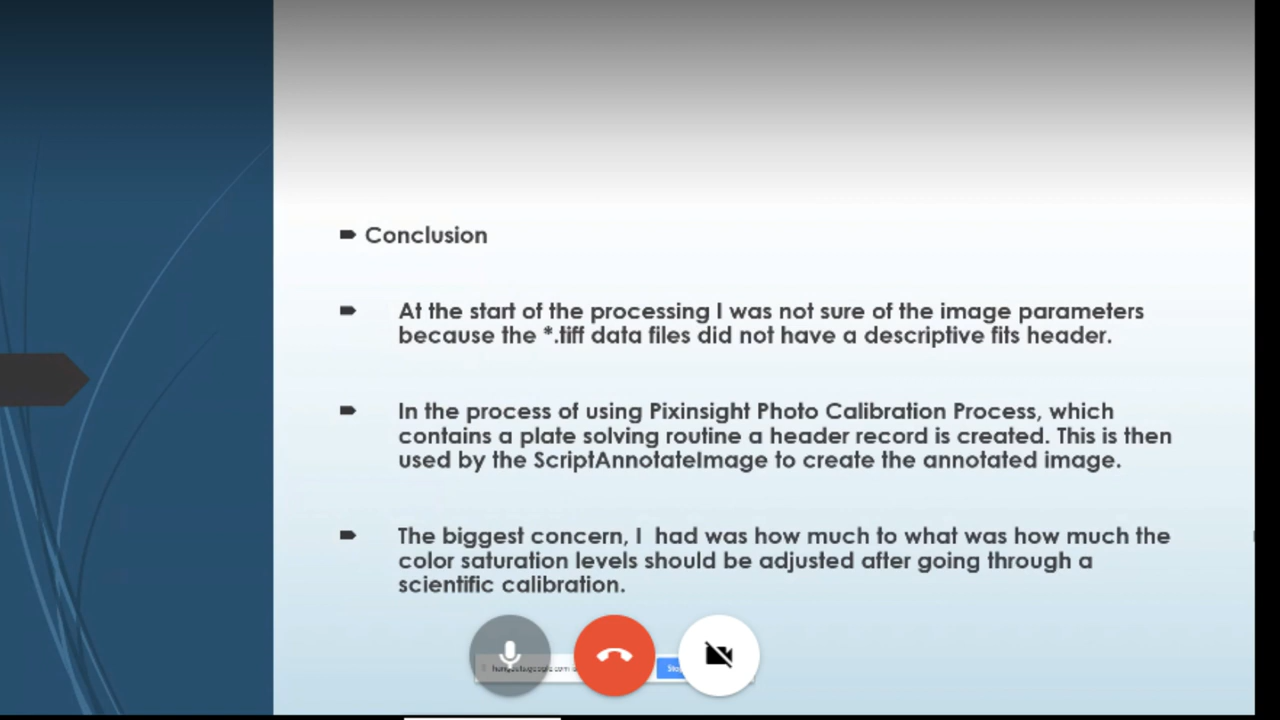 Conclusion
At the start of the processing I was not sure of the image parameters
because the *.tiff data files did not have a descriptive fits header.
In the process of using Pixinsight Photo Calibration Process, which
contains a plate solving routine a header record is created. This is then
used by the ScriptAnnotateImage to create the annotated image.
The biggest concern, I  had was how much to what was how much the
color saturation levels should be adjusted after going through a
scientific calibration.